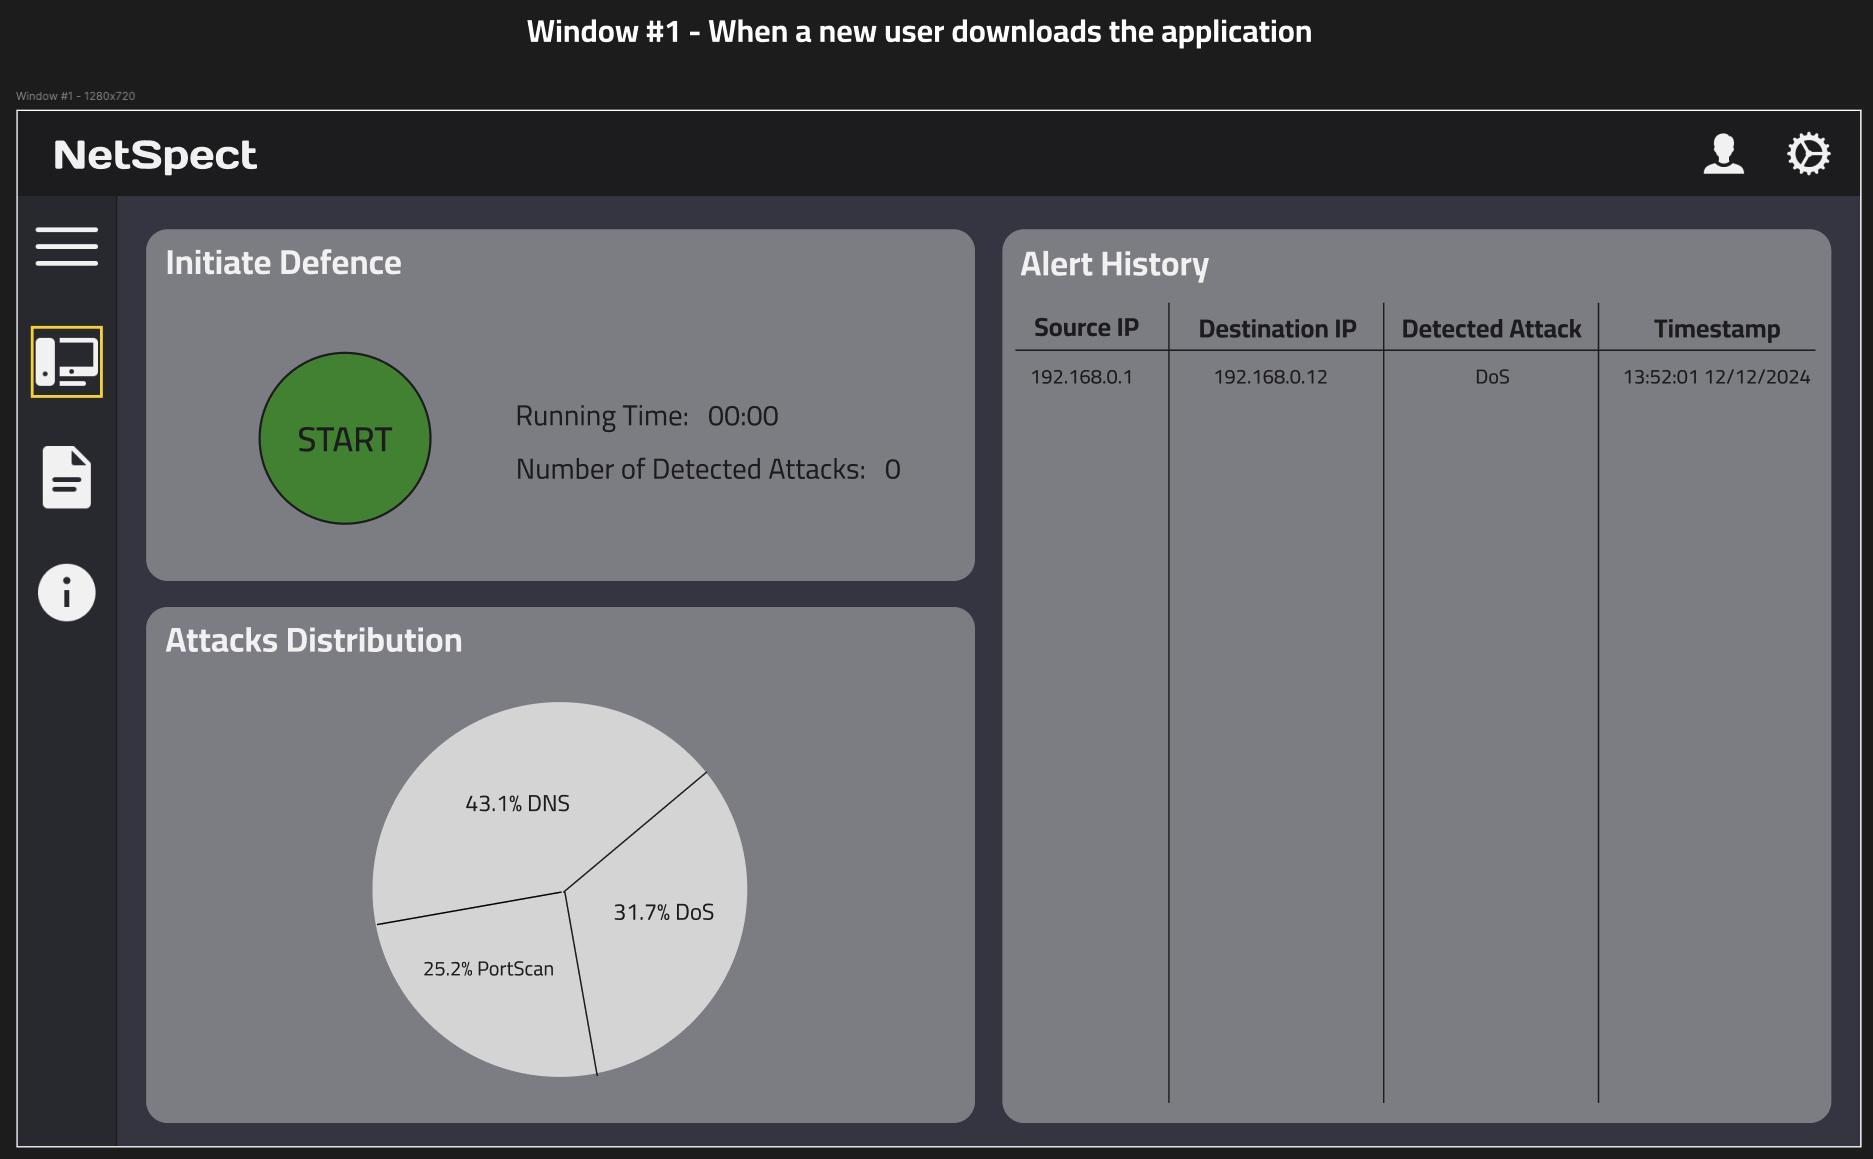 Window #1 - When a new user downloads the application
Window #1 - 1280x720
NetSpect
Initiate Defence
START
Running Time: 00:00
Number of Detected Attacks: 0
Attacks Distribution
43.1% DNS
31.7% DoS
25.2% PortScan
Alert History
Source IP Destination IP Detected Attack Timestamp
192.168.0.1 192.168.0.12 DoS 13:52:01 12/12/2024